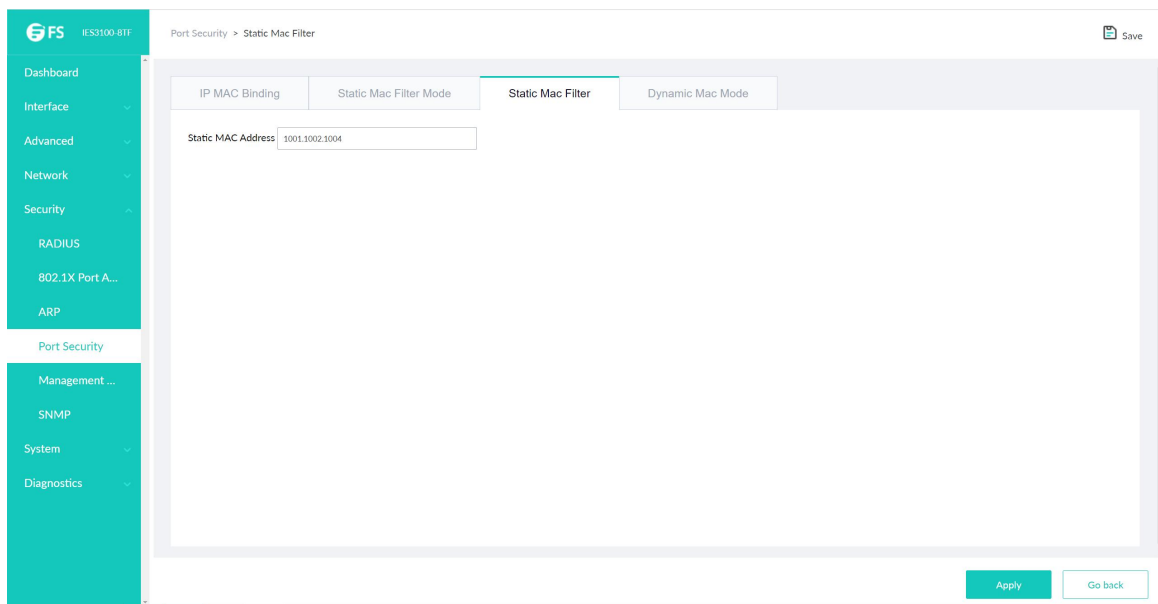 FS IES3100-8TF
Port Security > Static Mac Filter
Save
Dashboard
Interface
Advanced
Network
Security
RADIUS
802.1X Port A...
ARP
Port Security
Management ...
SNMP
System
Diagnostics
IP MAC Binding
Static Mac Filter Mode
Static Mac Filter
Dynamic Mac Mode
Static MAC Address 1001.1002.1004
Apply
Go back